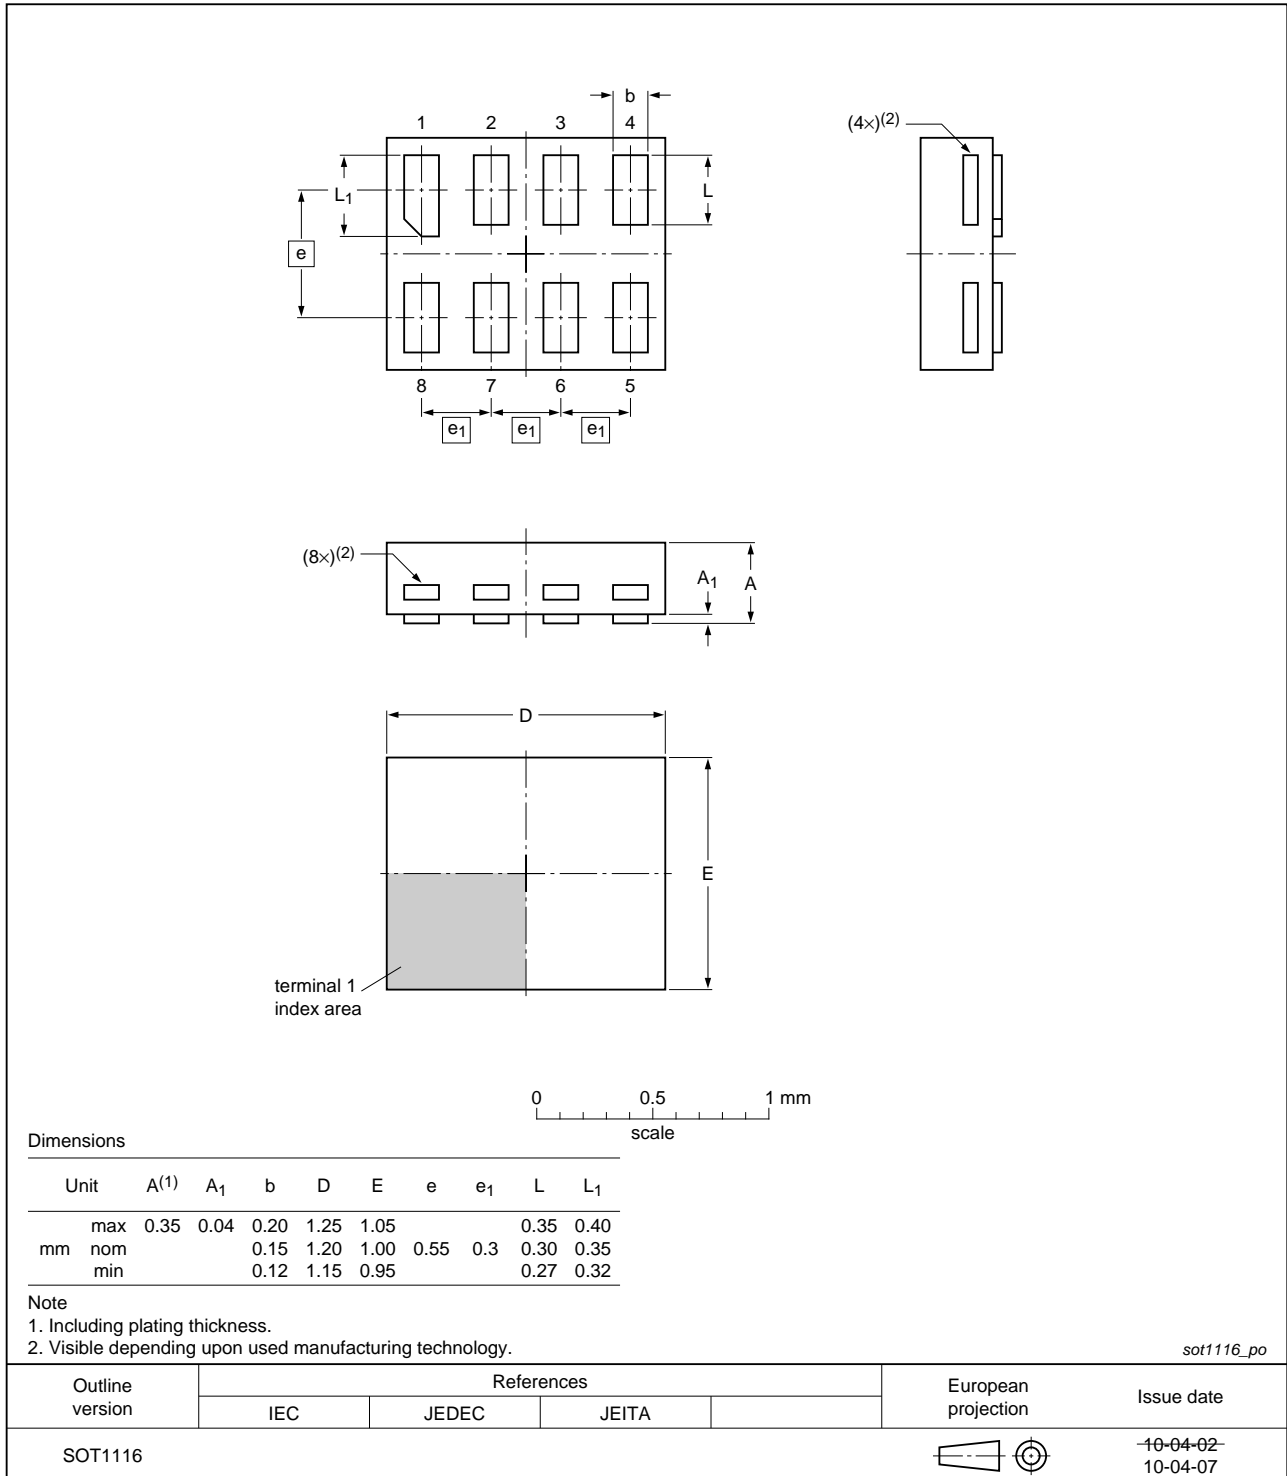 b
1 2 3 4
(4×)(2)
L1
L
e
8 7 6 5
e1 e1 e1
(8×)(2)
A1 A
D
E
terminal 1
index area
0 0.5 1 mm
scale
Dimensions
Unit A(1) A1 b D E e e1 L L1
max 0.35 0.04 0.20 1.25 1.05 0.35 0.40
mm nom 0.15 1.20 1.00 0.55 0.3 0.30 0.35
min 0.12 1.15 0.95 0.27 0.32
Note
1. Including plating thickness.
2. Visible depending upon used manufacturing technology.
sot1116_po
Outline version References European projection Issue date
IEC JEDEC JEITA
SOT1116
10-04-02
10-04-07